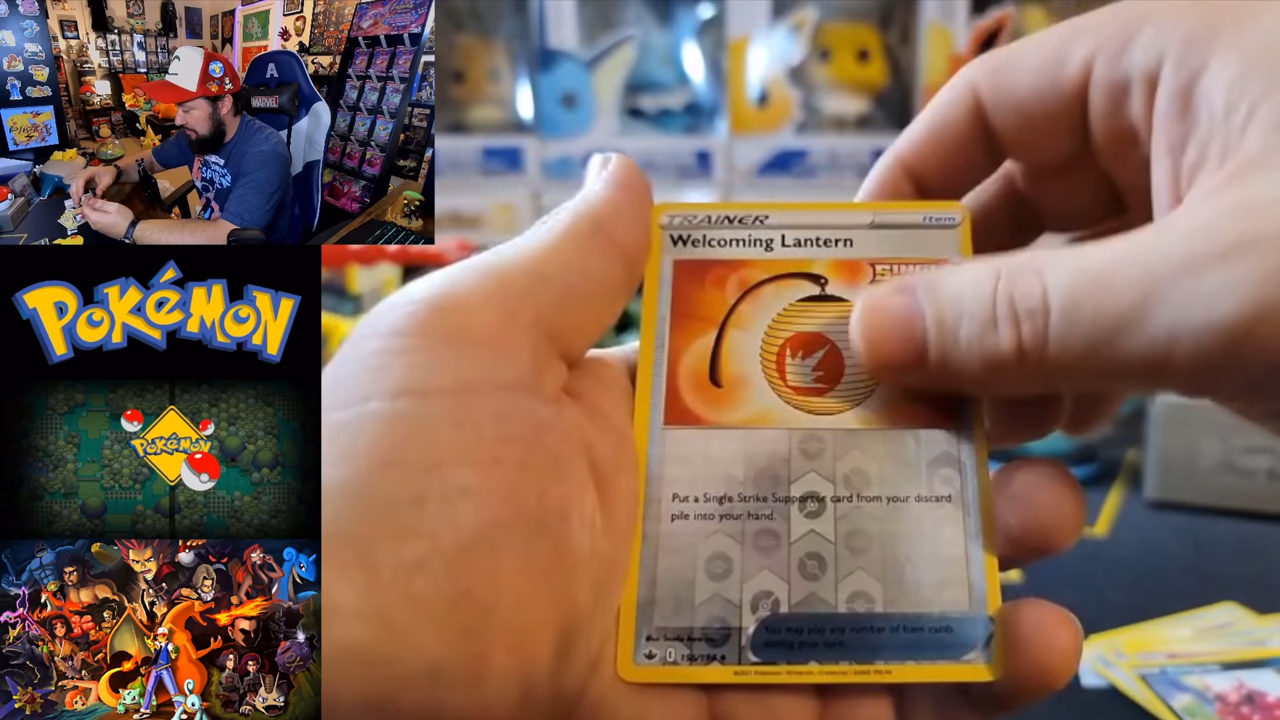 A
MARVEL
POKéMON
POKéMON
TRAINER Item
Welcoming Lantern
Put a Single Strike Supporter card from your discard
pile into your hand.
You may play any number of Item cards
during your turn.